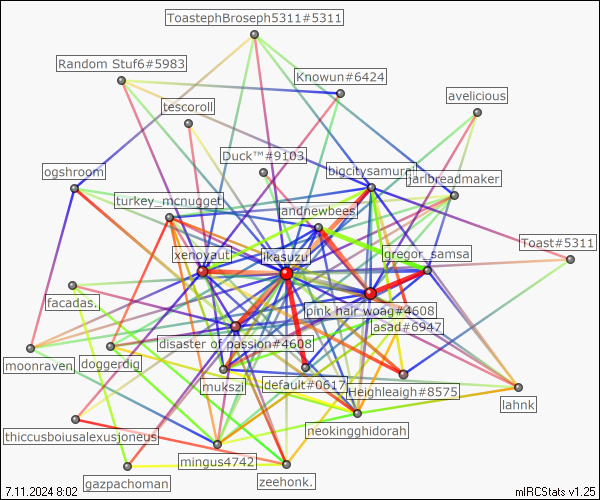 ToastephBroseph5311#5311
Random Stuf6#5983
Knowun#6424
avelicious
tescoroll
Duck™#9103
ogshroom
bigcitysamurai
jarlbreadmaker
turkey_mcnugget
andnewbees
Toast#5311
xenoyaut
ikasuzu
gregor_samsa
facadas.
pink hair woag#4608
asad#6947
disaster of passion#4608
moonraven
doggerdig
mukszi
default#0617
Heighleaigh#8575
lahnk
neokingghidorah
thiccusboiusalexusjoneus
mingus4742
gazpachoman
zeehonk.
7.11.2024 8:02
mIRCStats v1.25